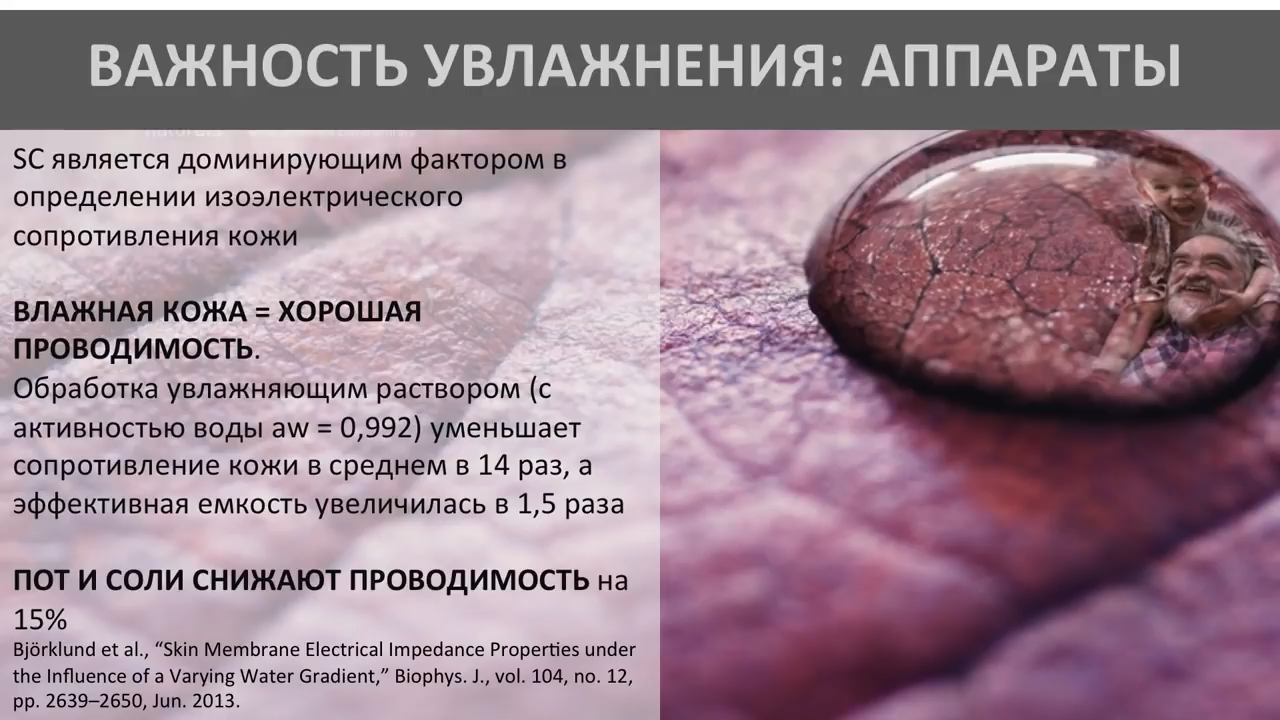 ВАЖНОСТЬ УВЛАЖНЕНИЯ: АППАРАТЫ
SC является доминирующим фактором в
определении изоэлектрического
сопротивления кожи
ВЛАЖНАЯ КОЖА = ХОРОШАЯ
ПРОВОДИМОСТЬ.
Обработка увлажняющим раствором (с
активностью воды aw = 0,992) уменьшает
сопротивление кожи в среднем в 14 раз, а
эффективная емкость увеличилась в 1,5 раза
ПОТ И СОЛИ СНИЖАЮТ ПРОВОДИМОСТЬ на
15%
Björklund et al., “Skin Membrane Electrical Impedance Properties under
the Influence of a Varying Water Gradient,” Biophys. J., vol. 104, no. 12,
pp. 2639–2650, Jun. 2013.